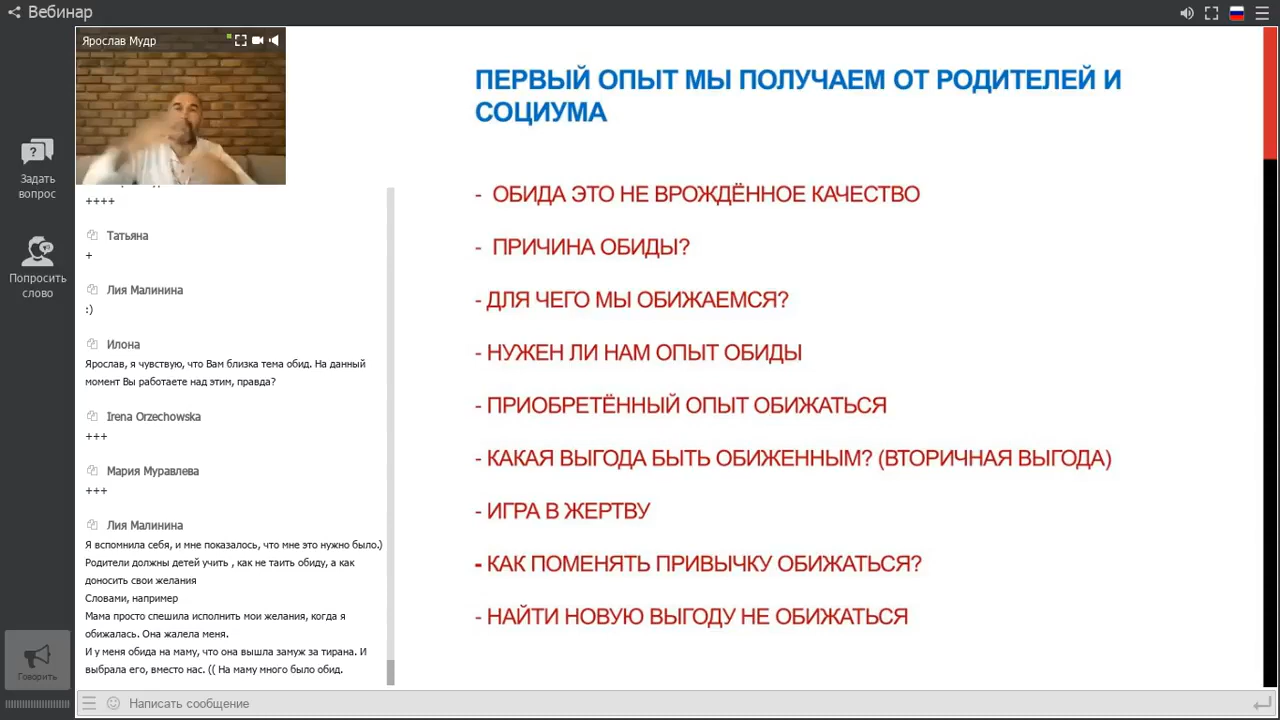 Вебинар
Ярослав Мудр
Задать
вопрос
Попросить
слово
Говорить
++++
Татьяна
+
Лия Малинина
:)
Илона
Ярослав, я чувствую, что Вам близка тема обид. На данный
момент Вы работаете над этим, правда?
Irena Orzechowska
+++
Мария Муравлева
+++
Лия Малинина
Я вспомнила себя, и мне показалось, что мне это нужно было.)
Родители должны детей учить , как не таить обиду, а как
доносить свои желания
Словами, например
Мама просто спешила исполнить мои желания, когда я
обижалась. Она жалела меня.
И у меня обида на маму, что она вышла замуж за тирана. И
выбрала его, вместо нас. (( На маму много было обид.
Написать сообщение
ПЕРВЫЙ ОПЫТ МЫ ПОЛУЧАЕМ ОТ РОДИТЕЛЕЙ И
СОЦИУМА
- ОБИДА ЭТО НЕ ВРОЖДЁННОЕ КАЧЕСТВО
- ПРИЧИНА ОБИДЫ?
- ДЛЯ ЧЕГО МЫ ОБИЖАЕМСЯ?
- НУЖЕН ЛИ НАМ ОПЫТ ОБИДЫ
- ПРИОБРЕТЁННЫЙ ОПЫТ ОБИЖАТЬСЯ
- КАКАЯ ВЫГОДА БЫТЬ ОБИЖЕННЫМ? (ВТОРИЧНАЯ ВЫГОДА)
- ИГРА В ЖЕРТВУ
- КАК ПОМЕНЯТЬ ПРИВЫЧКУ ОБИЖАТЬСЯ?
- НАЙТИ НОВУЮ ВЫГОДУ НЕ ОБИЖАТЬСЯ